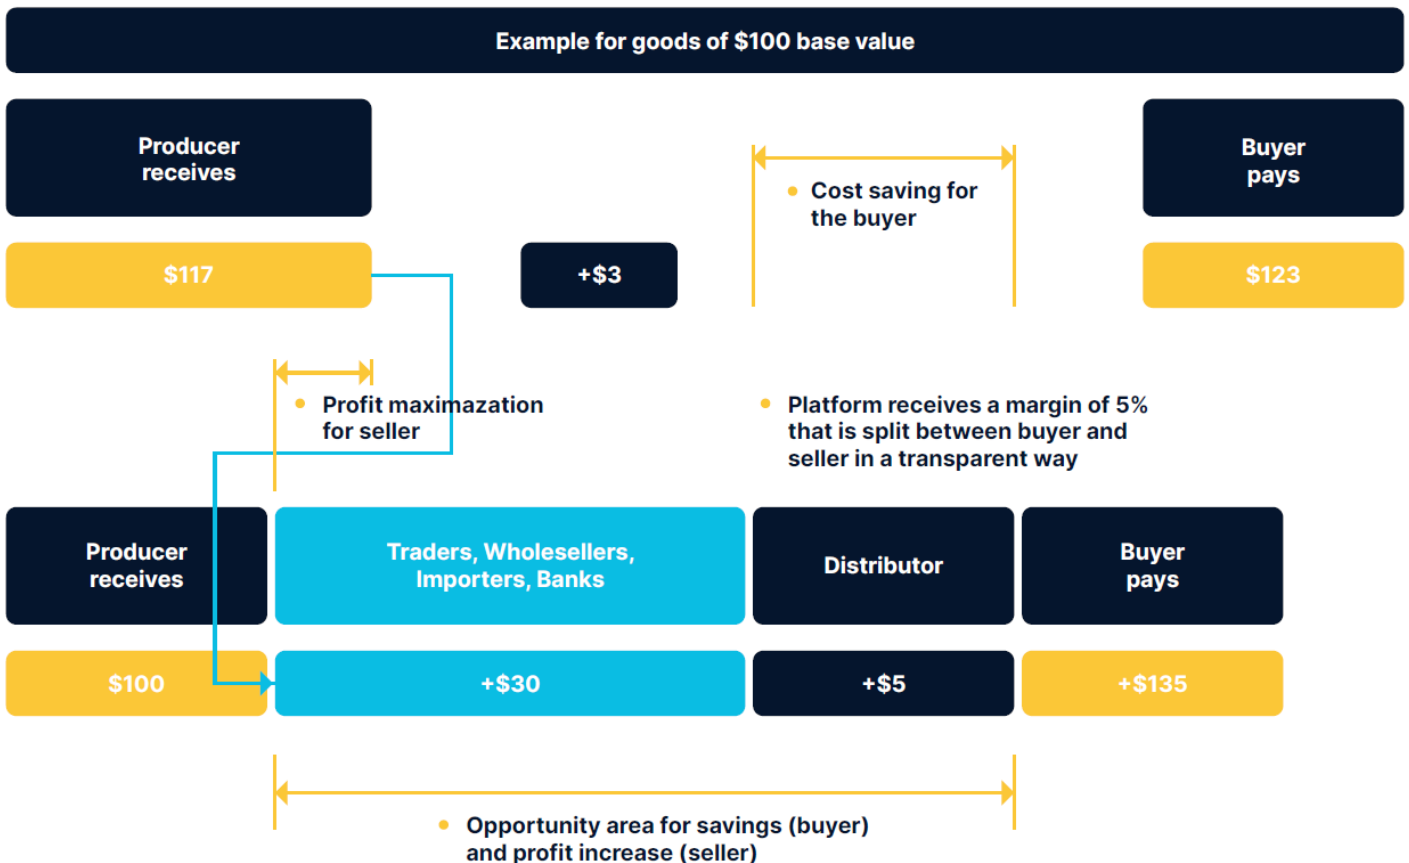 Example for goods of $100 base value
Producer
receives
Buyer
pays
Cost saving for
the buyer
$117
+$3
$123
Profit maximazation
for seller
Platform receives a margin of 5%
that is split between buyer and
seller in a transparent way
Producer
receives
Traders, Wholesellers,
Importers, Banks
Distributor
Buyer
pays
$100
+$30
+$5
+$135
Opportunity area for savings (buyer)
and profit increase (seller)